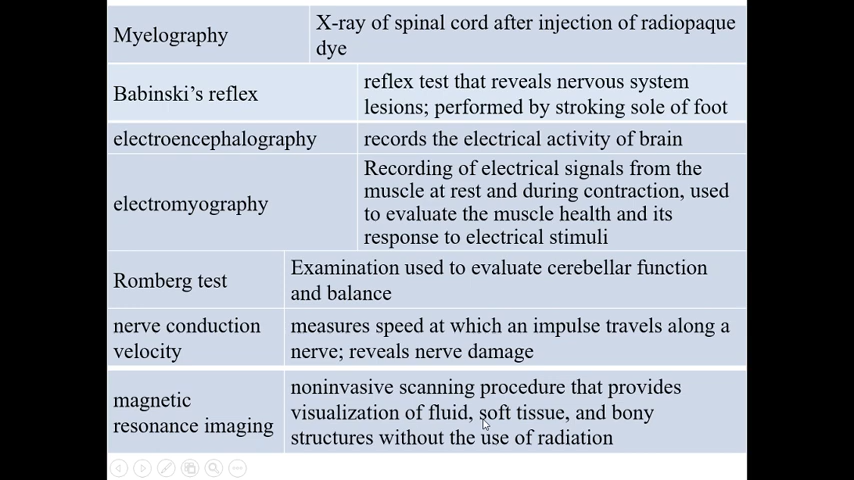 Myelography
X-ray of spinal cord after injection of radiopaque
dye
Babinski’s reflex
reflex test that reveals nervous system
lesions; performed by stroking sole of foot
electroencephalography
records the electrical activity of brain
electromyography
Recording of electrical signals from the
muscle at rest and during contraction, used
to evaluate the muscle health and its
response to electrical stimuli
Romberg test
Examination used to evaluate cerebellar function
and balance
nerve conduction
velocity
measures speed at which an impulse travels along a
nerve; reveals nerve damage
magnetic
resonance imaging
noninvasive scanning procedure that provides
visualization of fluid, soft tissue, and bony
structures without the use of radiation